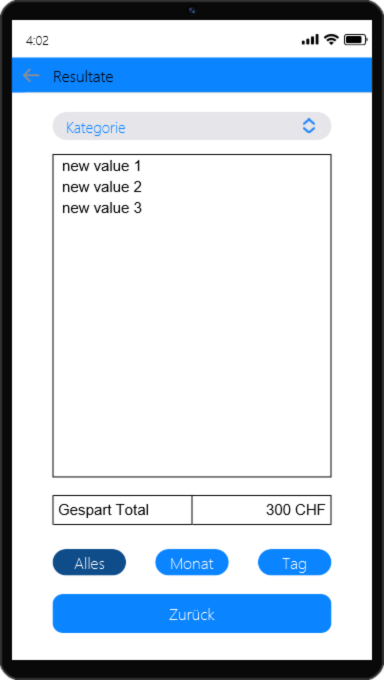 4:02
Resultate
Kategorie
new value 1
new value 2
new value 3
Gespart Total 300 CHF
Alles Monat Tag
Zurück